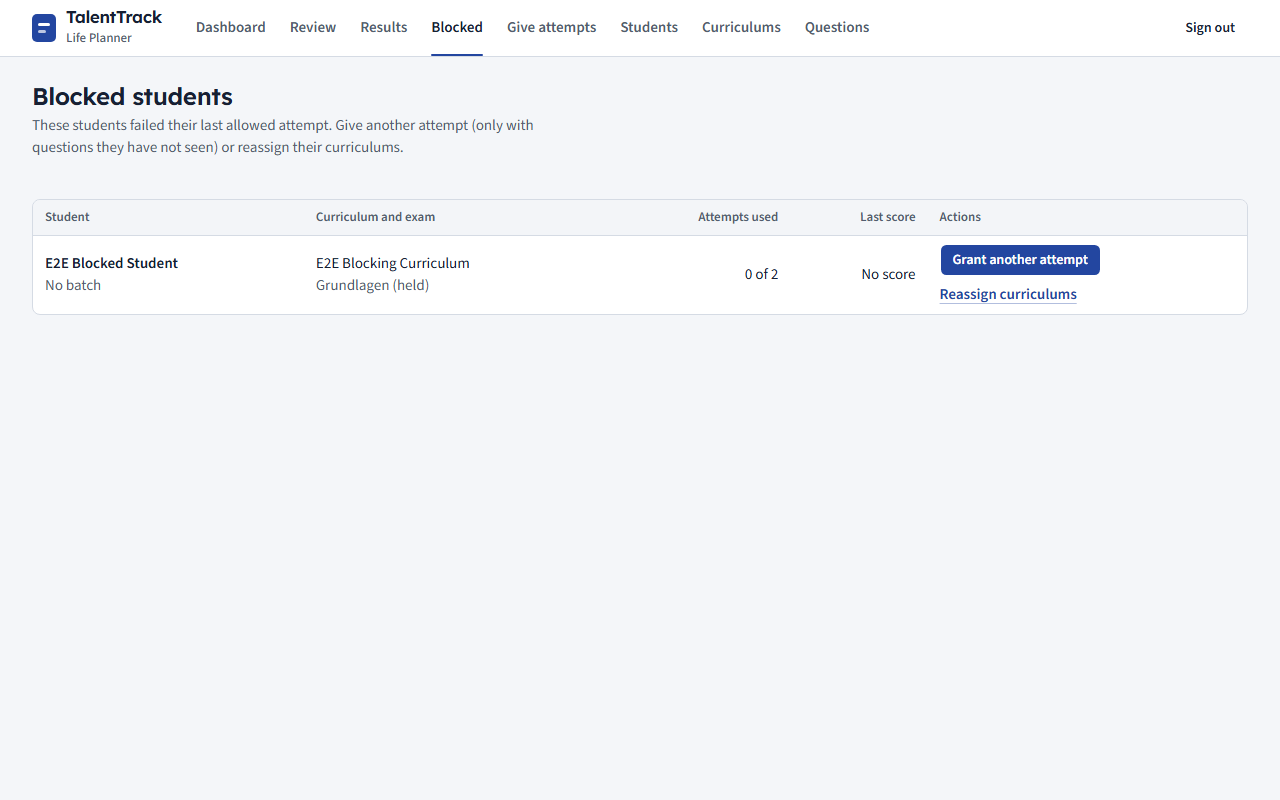 TalentTrack
Life Planner
Dashboard Review Results Blocked Give attempts Students Curriculums Questions Sign out
Blocked students
These students failed their last allowed attempt. Give another attempt (only with
questions they have not seen) or reassign their curriculums.
Student Curriculum and exam Attempts used Last score Actions
E2E Blocked Student E2E Blocking Curriculum 0 of 2 No score Grant another attempt
No batch Grundlagen (held) Reassign curriculums